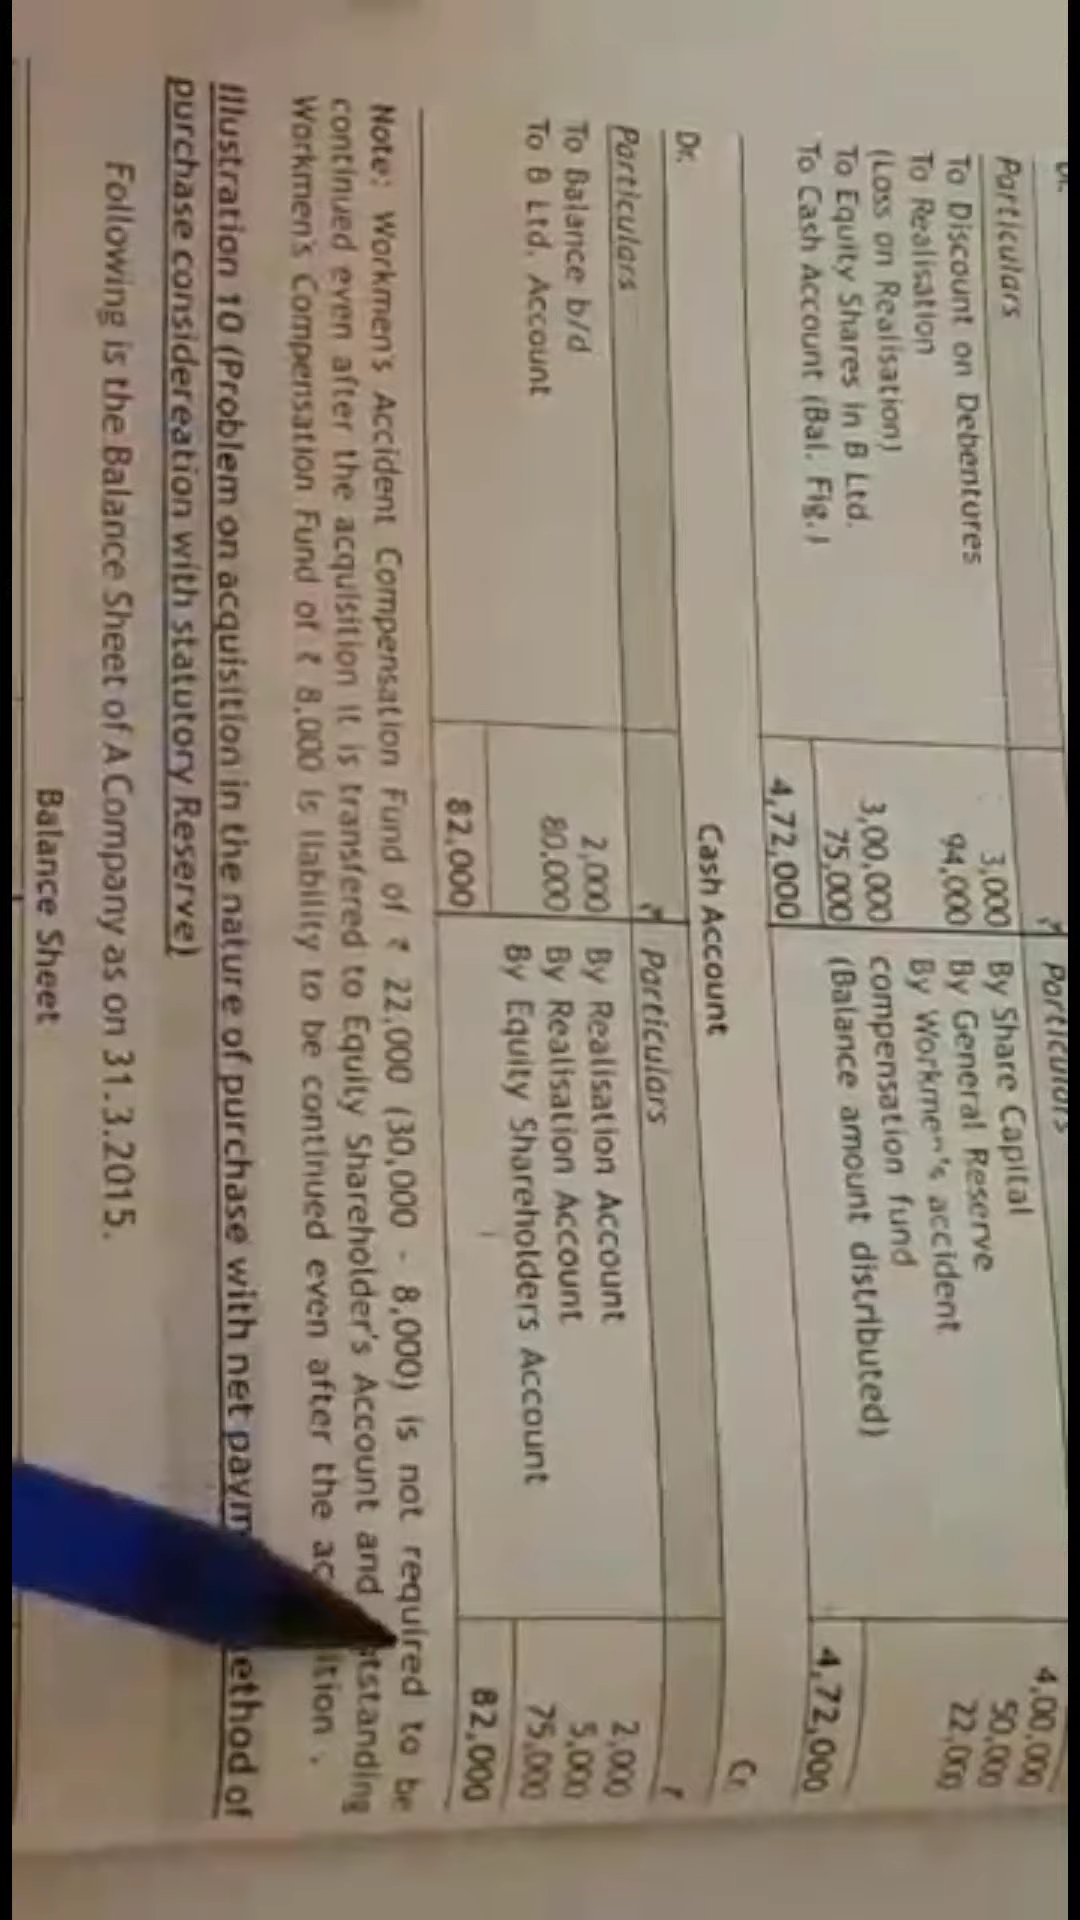 Particulars ₹ Particulars
To Discount on Debentures 3,000 By Share Capital 4,00,000
To Realisation 94,000 By General Reserve 50,000
(Loss on Realisation) By Workmen's accident 22,000
To Equity Shares in B Ltd. 3,00,000 compensation fund
To Cash Account (Bal. Fig.) 75,000 (Balance amount distributed)
4,72,000 4,72,000
Cash Account
Dr. Cr.
Particulars ₹ Particulars ₹
To Balance b/d 2,000 By Realisation Account 2,000
To B Ltd. Account 80,000 By Realisation Account 5,000
By Equity Shareholders Account 75,000
82,000 82,000
Note: Workmen's Accident Compensation Fund of ₹ 22,000 (30,000 - 8,000) is not required to be
continued even after the acquisition it is transfered to Equity Shareholder's Account and tstanding
Workmen's Compensation Fund of ₹ 8,000 is liability to be continued even after the ac ition.
Illustration 10 (Problem on acquisition in the nature of purchase with net paym ethod of
purchase considereation with statutory Reserve)
Following is the Balance Sheet of A Company as on 31.3.2015.
Balance Sheet